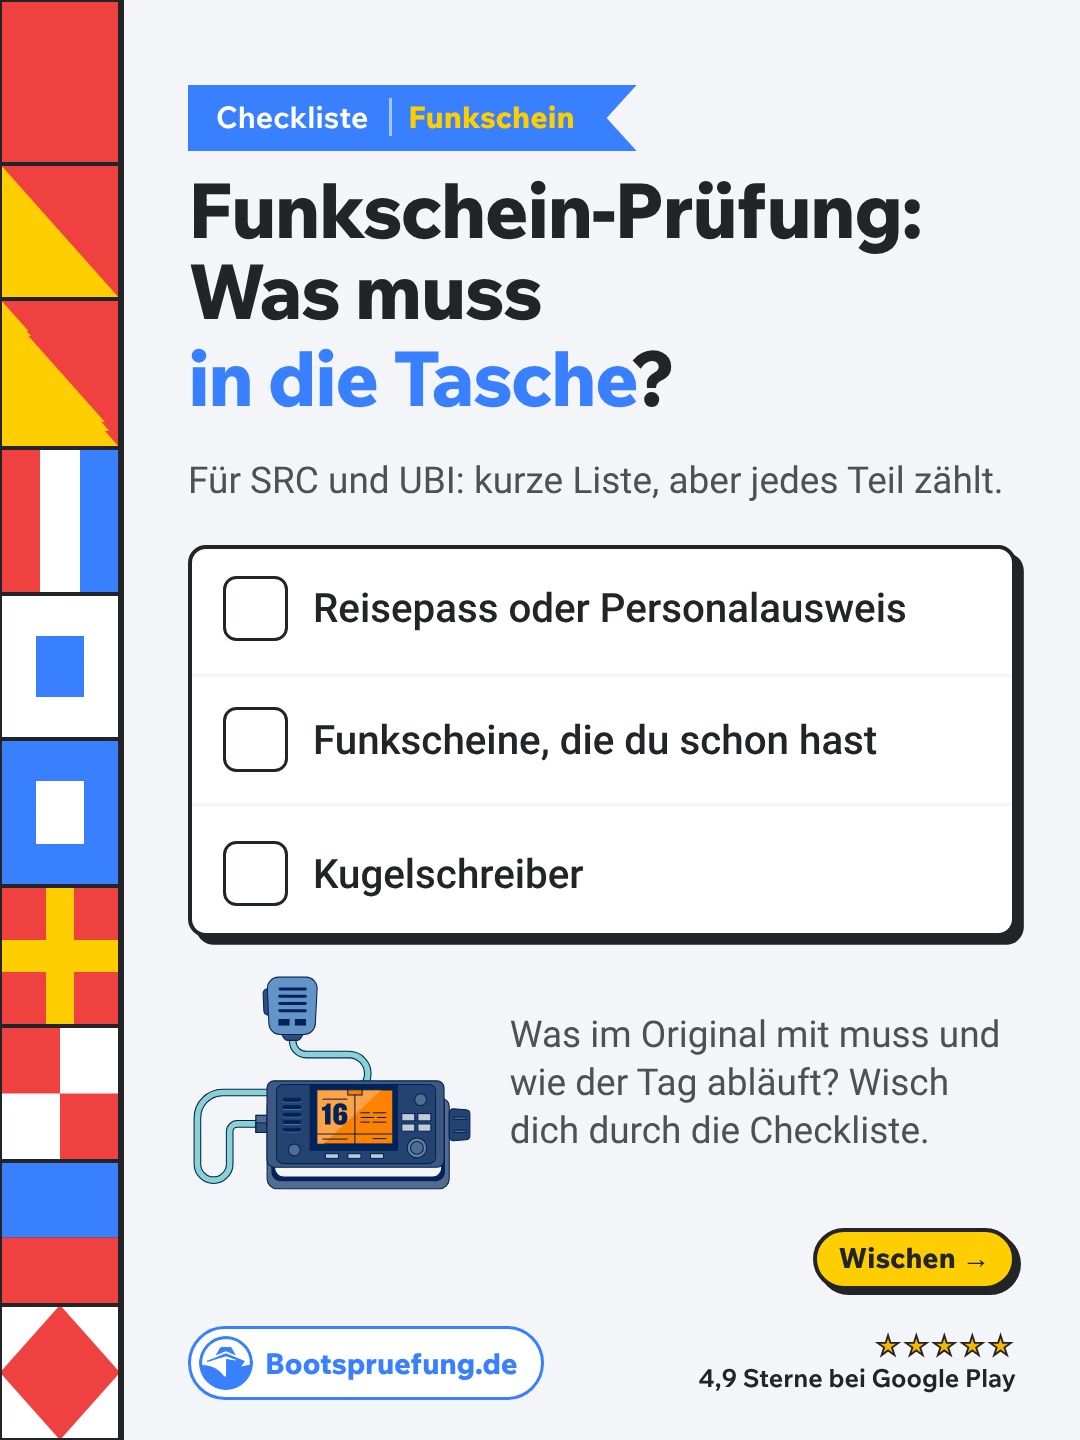 Checkliste | Funkschein
Funkschein-Prüfung:
Was muss
in die Tasche?
Für SRC und UBI: kurze Liste, aber jedes Teil zählt.
Reisepass oder Personalausweis
Funkscheine, die du schon hast
Kugelschreiber
16
Was im Original mit muss und
wie der Tag abläuft? Wisch
dich durch die Checkliste.
Wischen →
Bootspruefung.de
★★★★★
4,9 Sterne bei Google Play